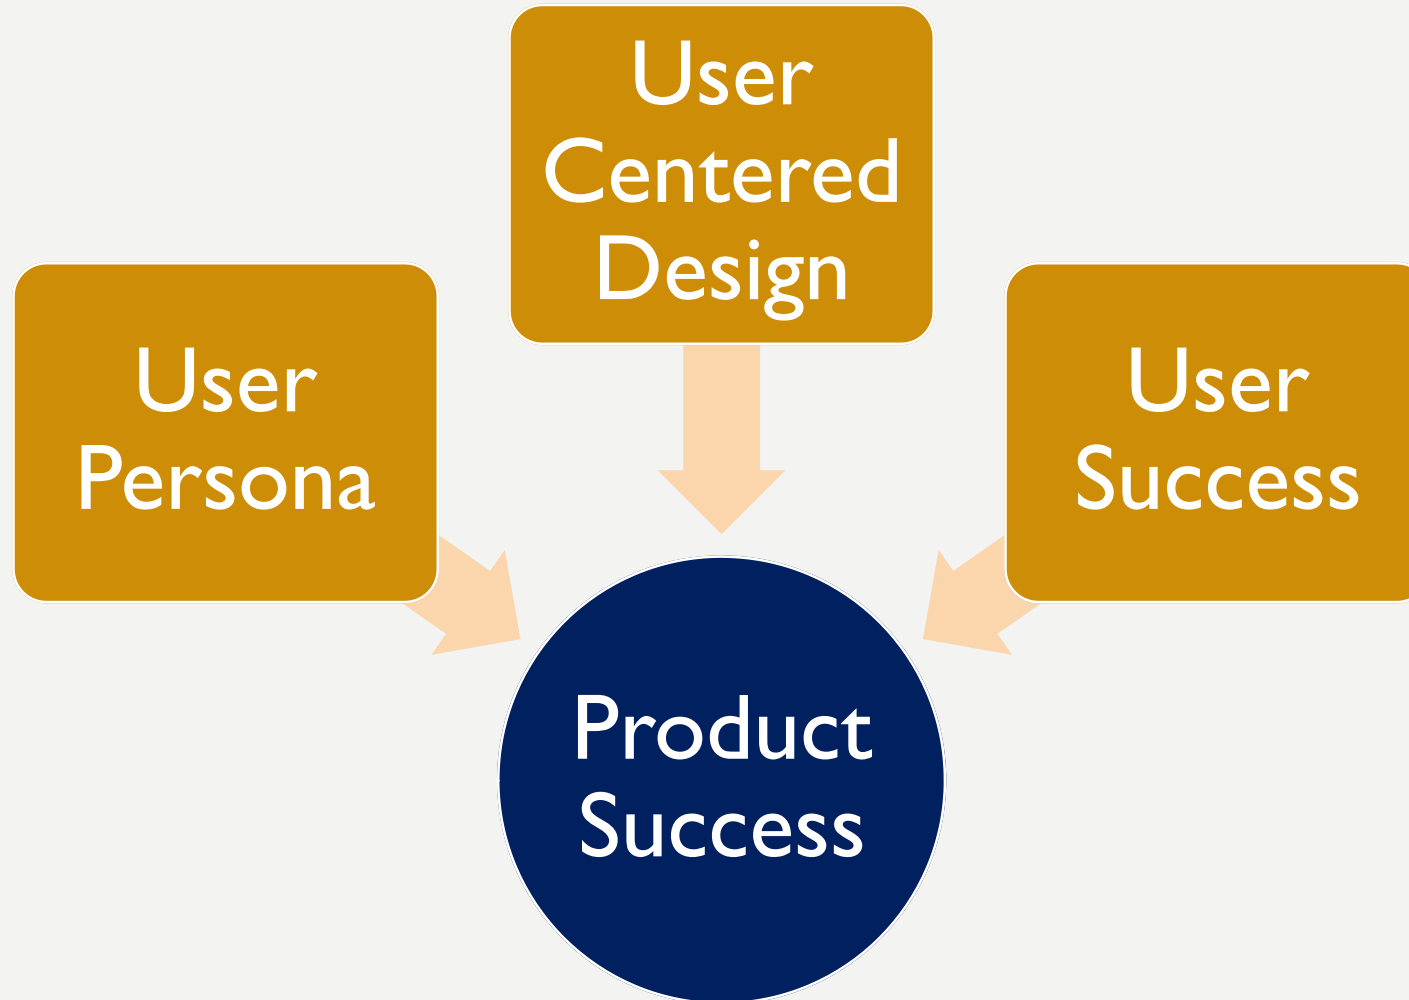 User
Centered
Design
User
Persona
User
Success
Product
Success